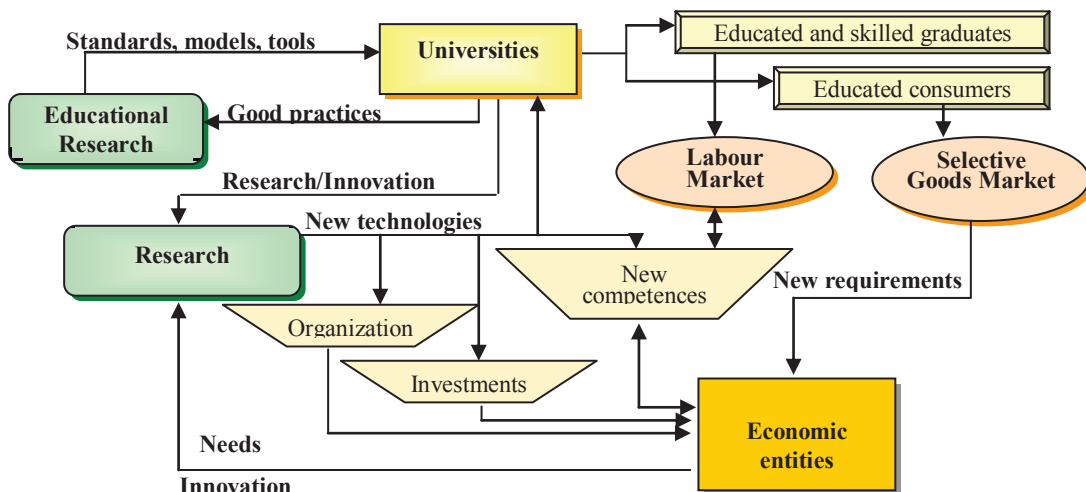 Standards, models, tools
Universities
Educated and skilled graduates
Educated consumers
Educational
Research
Good practices
Labour
Market
Selective
Goods Market
Research/Innovation
New technologies
Research
New
competences
New requirements
Organization
Investments
Economic
entities
Needs
Innovation